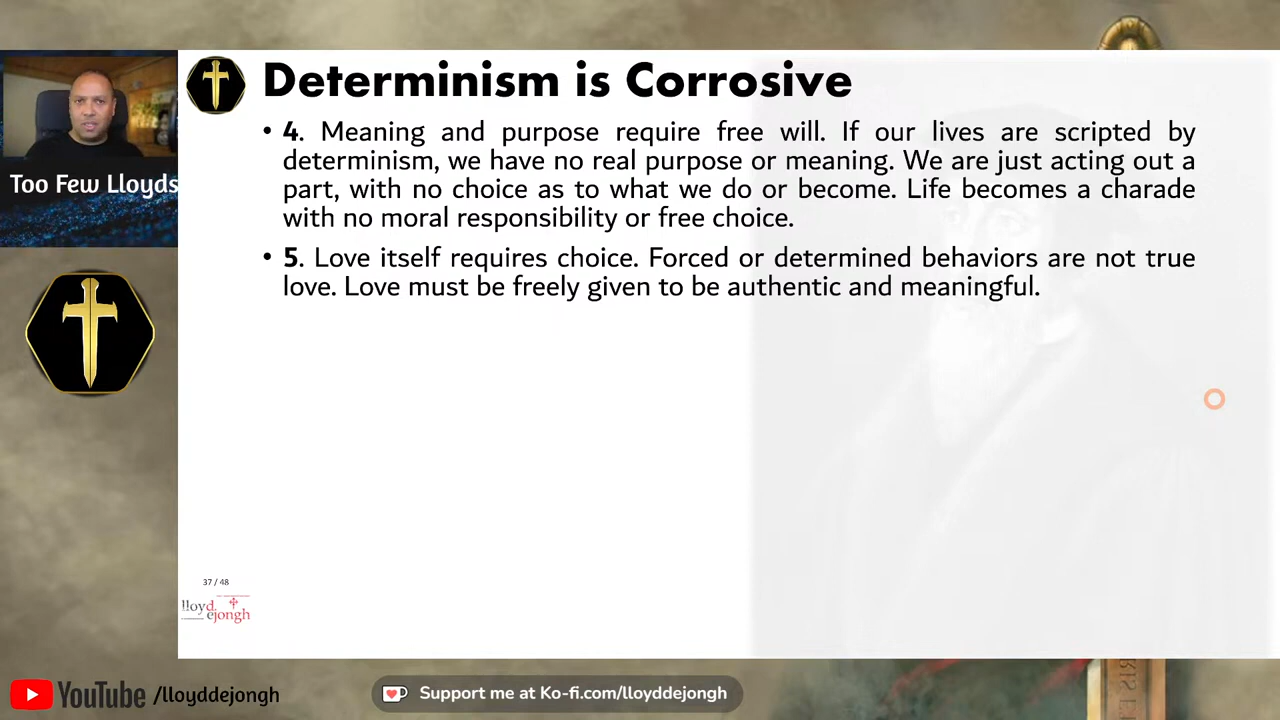 Determinism is Corrosive
• 4. Meaning and purpose require free will. If our lives are scripted by
determinism, we have no real purpose or meaning. We are just acting out a
part, with no choice as to what we do or become. Life becomes a charade
with no moral responsibility or free choice.
• 5. Love itself requires choice. Forced or determined behaviors are not true
love. Love must be freely given to be authentic and meaningful.
Too Few Lloyds
37 / 48
lloyd
ejongh
YouTube /lloyddejongh
Support me at Ko-fi.com/lloyddejongh